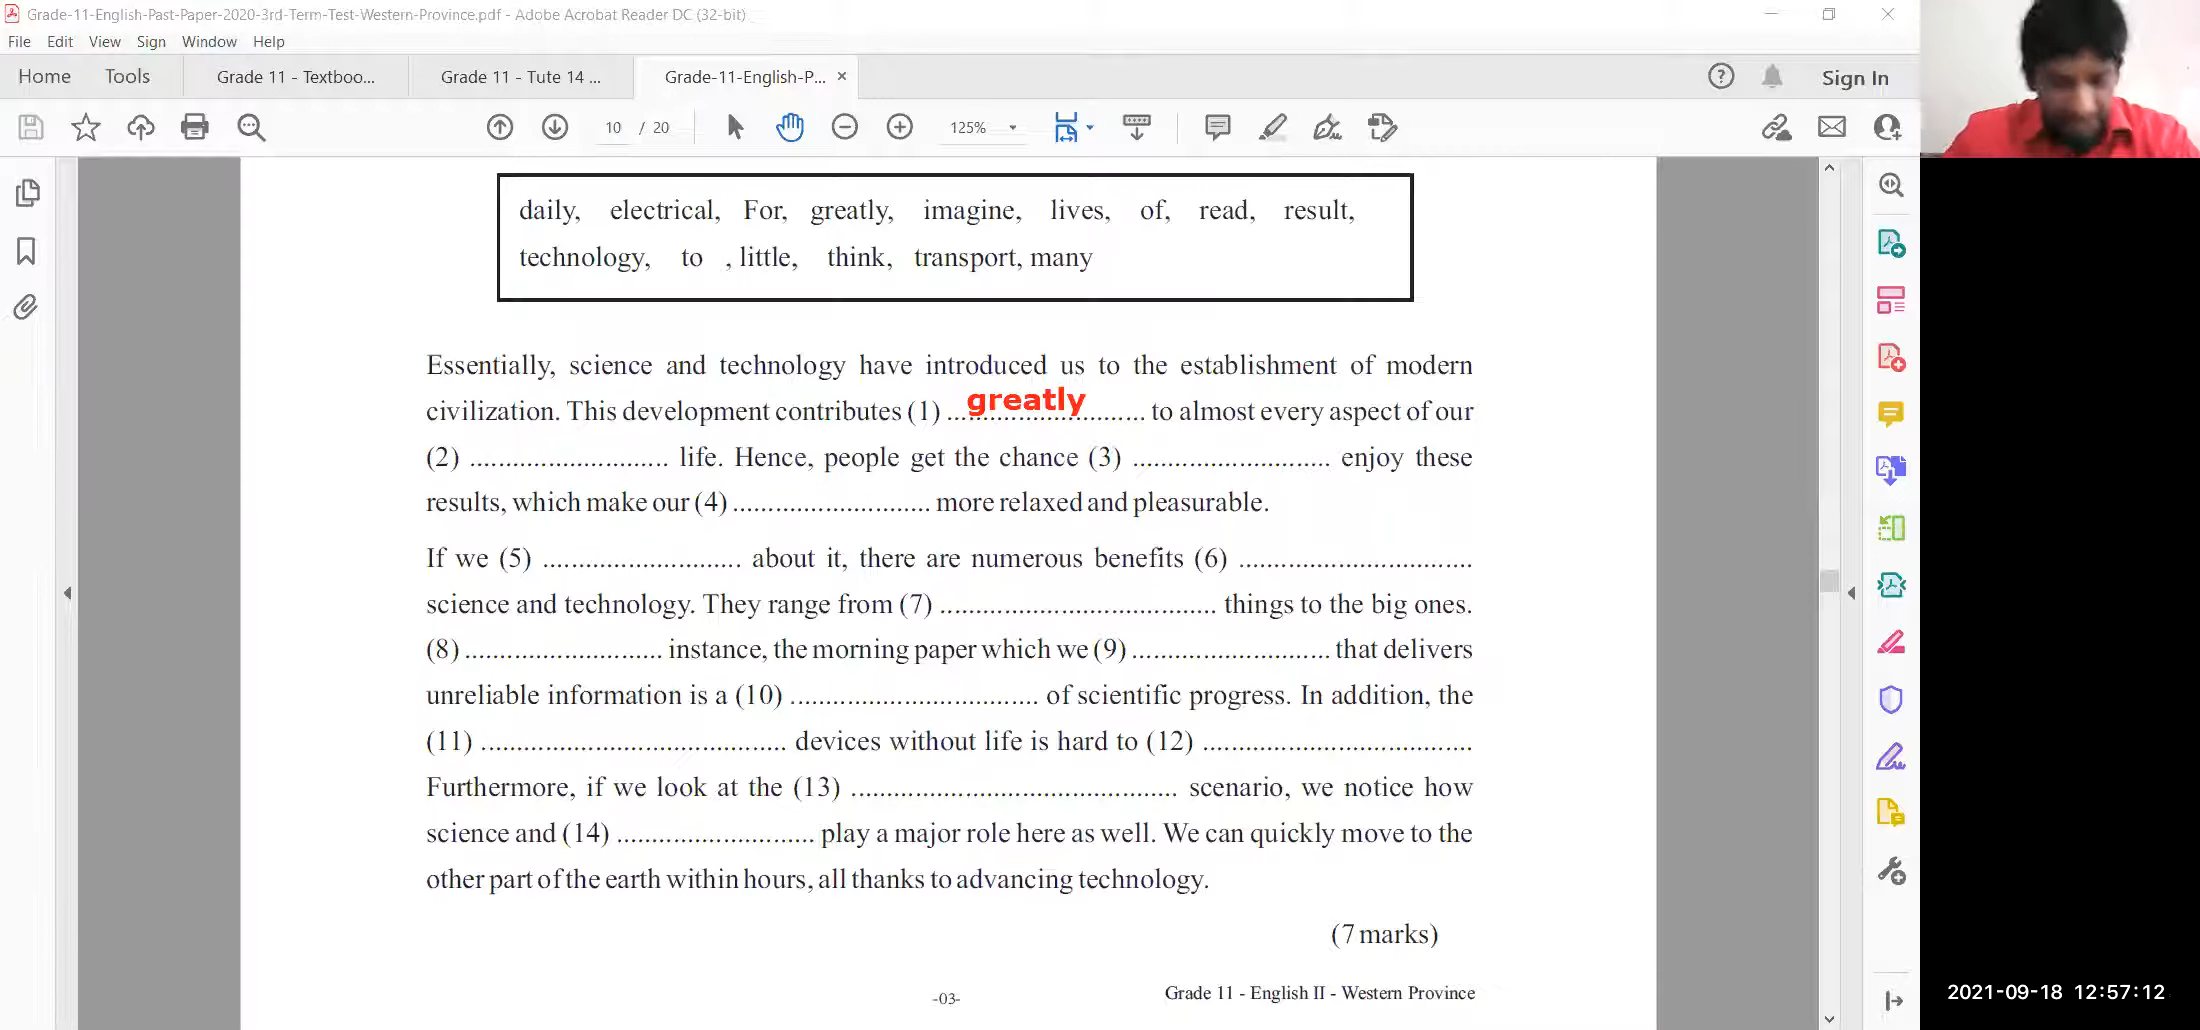 Grade-11-English-Past-Paper-2020-3rd-Term-Test-Western-Province.pdf - Adobe Acrobat Reader DC (32-bit)
File Edit View Sign Window Help
Home Tools Grade 11 - Textboo... Grade 11 - Tute 14 ... Grade-11-English-P... × Sign In
10 / 20 125%
daily, electrical, For, greatly, imagine, lives, of, read, result,
technology, to , little, think, transport, many
Essentially, science and technology have introduced us to the establishment of modern
civilization. This development contributes (1) ............................ to almost every aspect of our
greatly
(2) ............................ life. Hence, people get the chance (3) ............................ enjoy these
results, which make our (4) ............................ more relaxed and pleasurable.
If we (5) ............................ about it, there are numerous benefits (6) .................................
science and technology. They range from (7) ....................................... things to the big ones.
(8) ............................ instance, the morning paper which we (9) ............................ that delivers
unreliable information is a (10) ................................... of scientific progress. In addition, the
(11) ........................................... devices without life is hard to (12) ......................................
Furthermore, if we look at the (13) .............................................. scenario, we notice how
science and (14) ............................ play a major role here as well. We can quickly move to the
other part of the earth within hours, all thanks to advancing technology.
(7 marks)
-03-
Grade 11 - English II - Western Province
2021-09-18 12:57:12